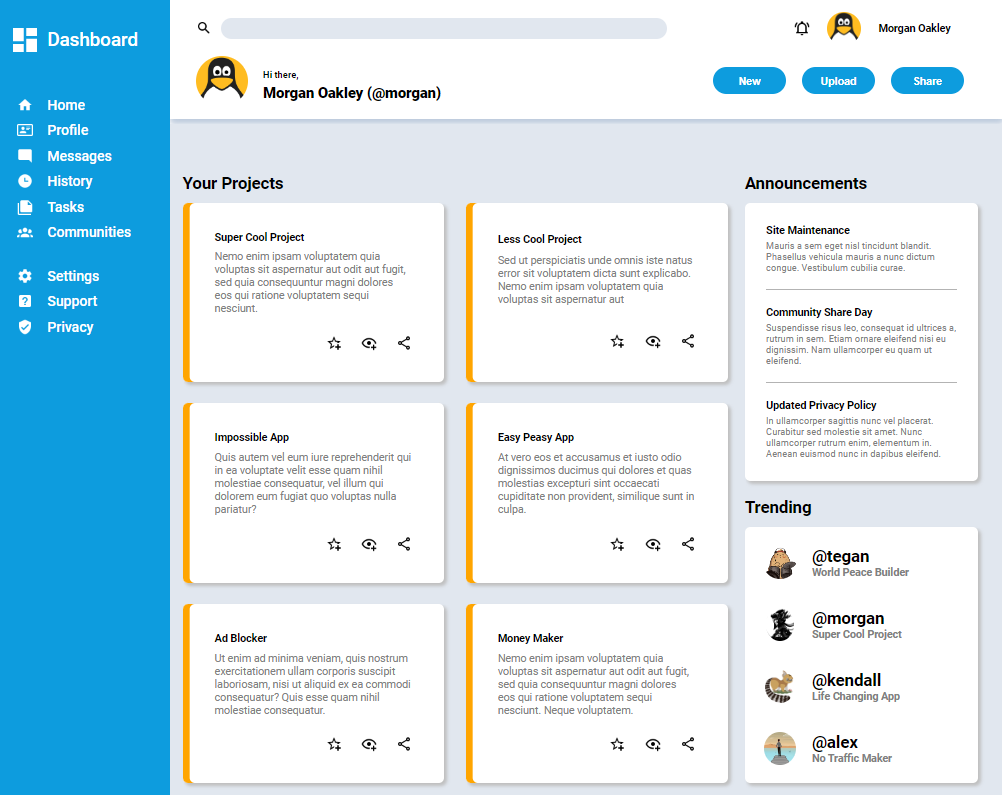 Dashboard
Home
Profile
Messages
History
Tasks
Communities
Settings
Support
Privacy
Morgan Oakley
Hi there,
Morgan Oakley (@morgan)
New
Upload
Share
Your Projects
Super Cool Project
Nemo enim ipsam voluptatem quia
voluptas sit aspernatur aut odit aut fugit,
sed quia consequuntur magni dolores
eos qui ratione voluptatem sequi
nesciunt.
Less Cool Project
Sed ut perspiciatis unde omnis iste natus
error sit voluptatem dicta sunt explicabo.
Nemo enim ipsam voluptatem quia
voluptas sit aspernatur aut
Impossible App
Quis autem vel eum iure reprehenderit qui
in ea voluptate velit esse quam nihil
molestiae consequatur, vel illum qui
dolorem eum fugiat quo voluptas nulla
pariatur?
Easy Peasy App
At vero eos et accusamus et iusto odio
dignissimos ducimus qui dolores et quas
molestias excepturi sint occaecati
cupiditate non provident, similique sunt in
culpa.
Ad Blocker
Ut enim ad minima veniam, quis nostrum
exercitationem ullam corporis suscipit
laboriosam, nisi ut aliquid ex ea commodi
consequatur? Quis esse quam nihil
molestiae consequatur.
Money Maker
Nemo enim ipsam voluptatem quia
voluptas sit aspernatur aut odit aut fugit,
sed quia consequuntur magni dolores
eos qui ratione voluptatem sequi
nesciunt. Neque voluptatem.
Announcements
Site Maintenance
Mauris a sem eget nisl tincidunt blandit.
Phasellus vehicula mauris a nunc dictum
congue. Vestibulum cubilia curae.
Community Share Day
Suspendisse risus leo, consequat id ultrices a,
rutrum in sem. Etiam ornare eleifend nisi eu
dignissim. Nam ullamcorper eu quam ut
eleifend.
Updated Privacy Policy
In ullamcorper sagittis nunc vel placerat.
Curabitur sed molestie sit amet. Nunc
ullamcorper rutrum enim, elementum in.
Aenean euismod nunc in dapibus eleifend.
Trending
@tegan
World Peace Builder
@morgan
Super Cool Project
@kendall
Life Changing App
@alex
No Traffic Maker